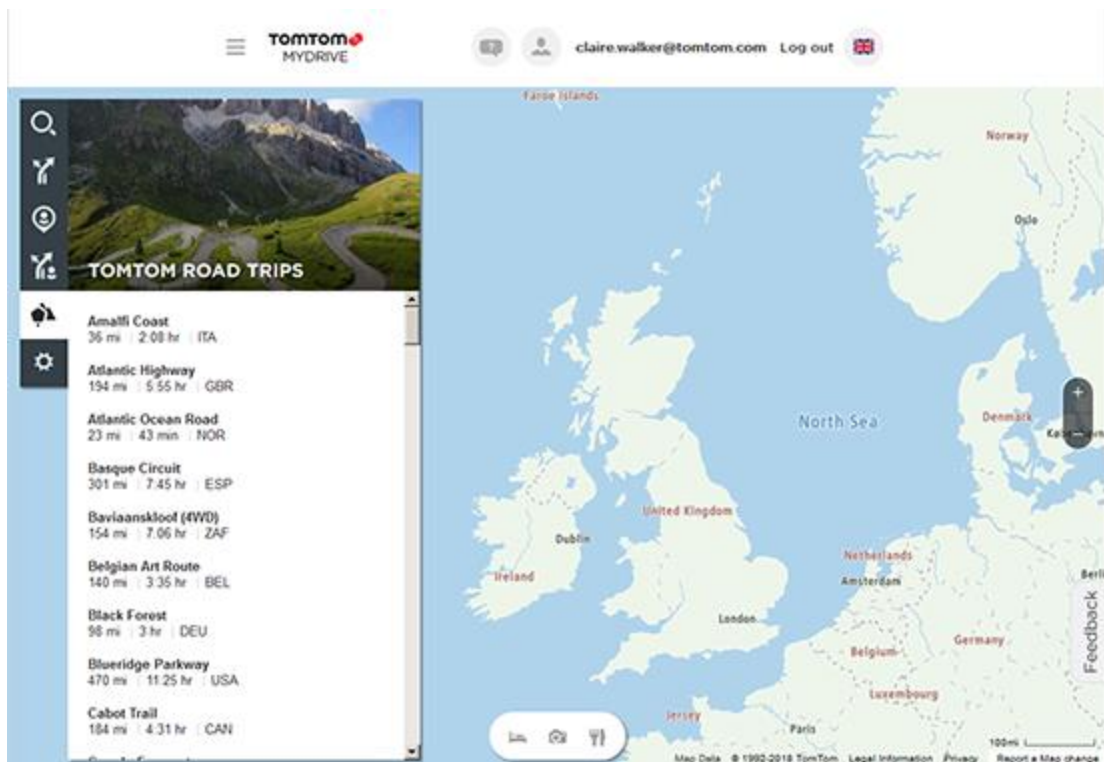 TOMTOM
MYDRIVE
claire.walker@tomtom.com Log out
TOMTOM ROAD TRIPS
Amalfi Coast
36 mi | 2:08 hr | ITA
Atlantic Highway
194 mi | 5:55 hr | GBR
Atlantic Ocean Road
23 mi | 43 min | NOR
Basque Circuit
301 mi | 7:45 hr | ESP
Baviaanskloof (4WD)
154 mi | 7:06 hr | ZAF
Belgian Art Route
140 mi | 3:35 hr | BEL
Black Forest
98 mi | 3 hr | DEU
Blueridge Parkway
470 mi | 11:25 hr | USA
Cabot Trail
184 mi | 4:31 hr | CAN
Faroe Islands
Norway
Oslo
North Sea
Denmark
United Kingdom
Dublin
Ireland
Netherlands
Amsterdam
London
Germany
Belgium
Luxembourg
Jersey
Paris
Feedback
100mi
Map Data © 1992-2018 TomTom Legal Information Privacy Report a Map change